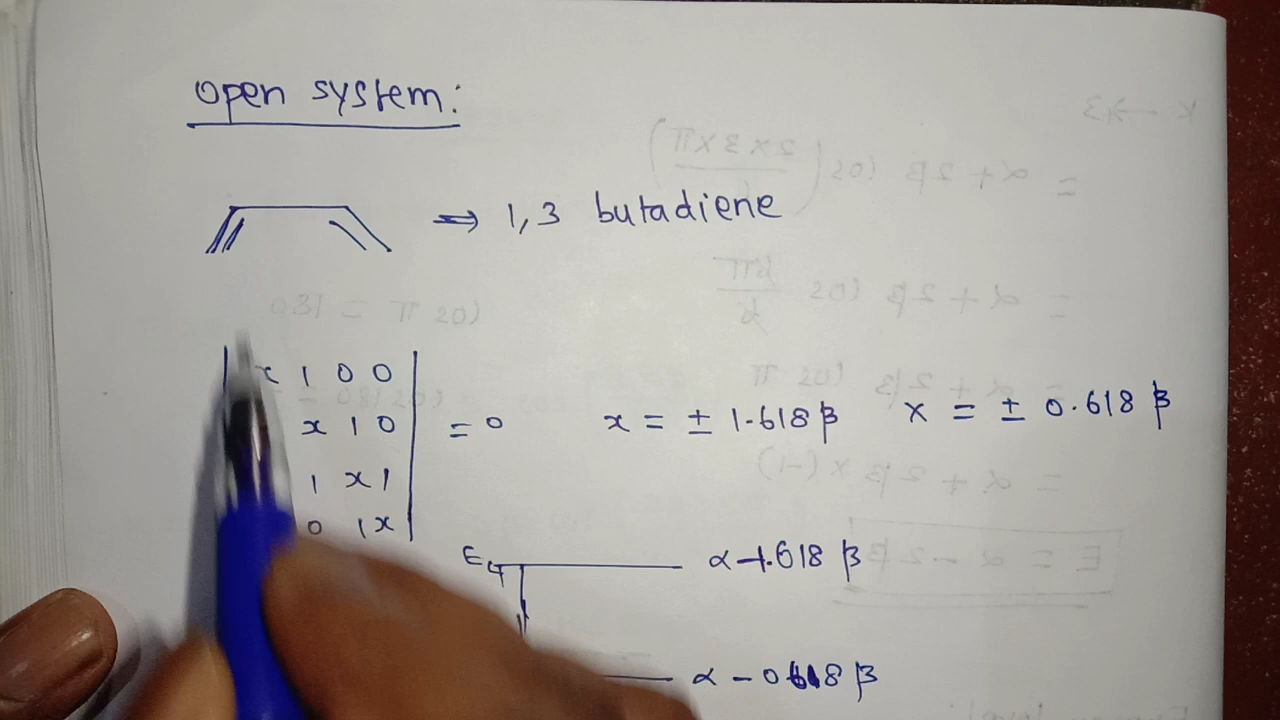 open system:
⇒ 1,3 butadiene
x 1 0 0
x 1 0 = 0
x = ± 1.618 β x = ± 0.618 β
1 x 1
0 1 x
E4 α - 1.618 β
α - 0.618 β